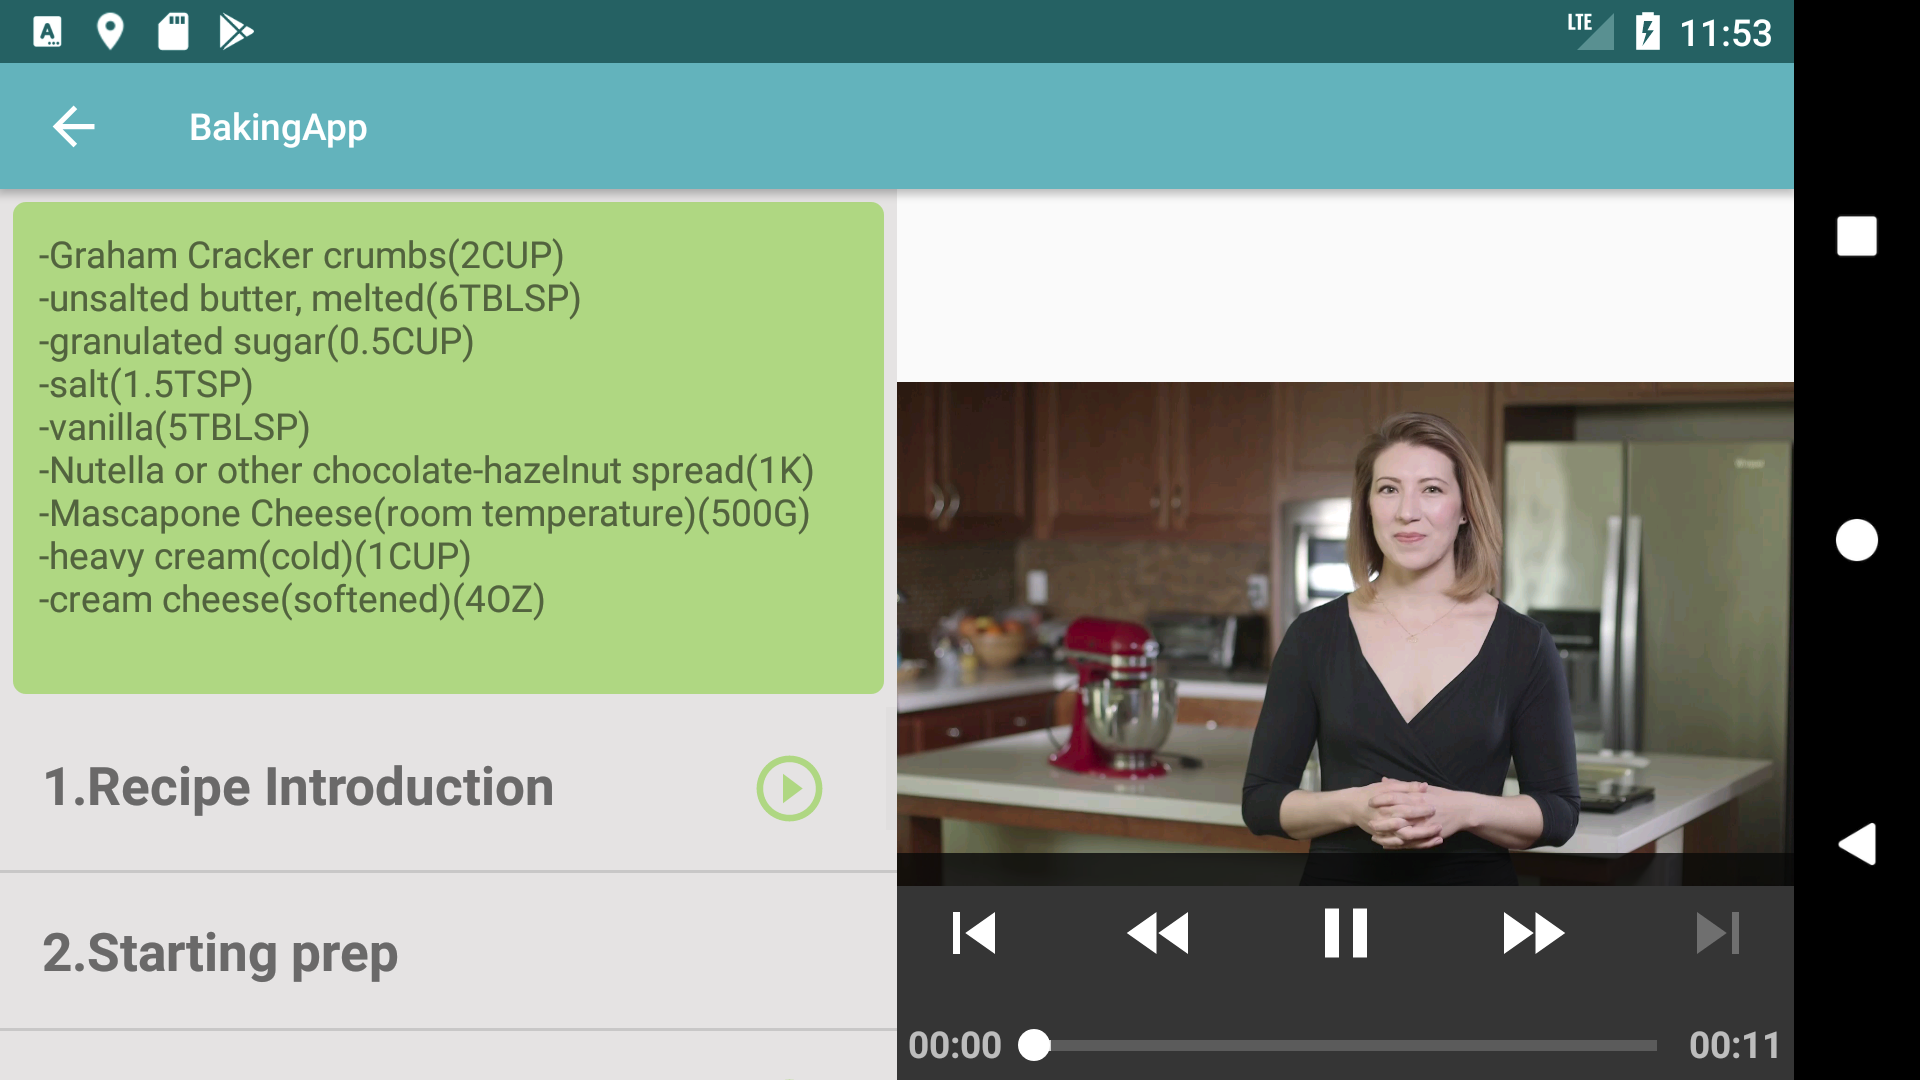 LTE 11:53
BakingApp
-Graham Cracker crumbs(2CUP)
-unsalted butter, melted(6TBLSP)
-granulated sugar(0.5CUP)
-salt(1.5TSP)
-vanilla(5TBLSP)
-Nutella or other chocolate-hazelnut spread(1K)
-Mascapone Cheese(room temperature)(500G)
-heavy cream(cold)(1CUP)
-cream cheese(softened)(4OZ)
1.Recipe Introduction
2.Starting prep
00:00 00:11